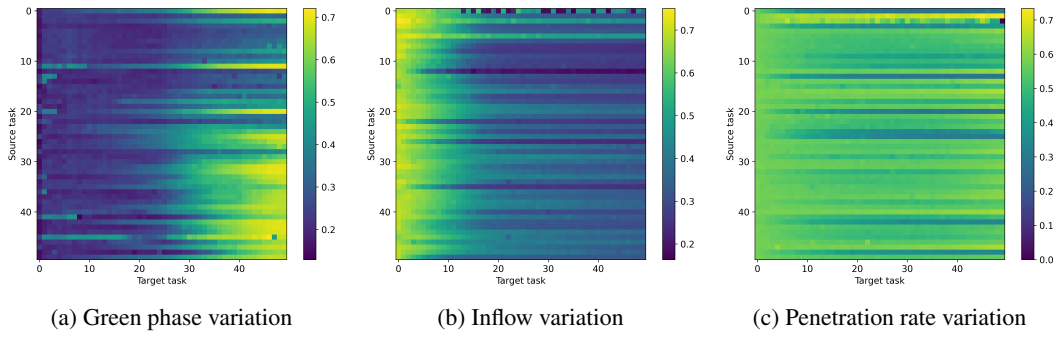 0
10
20
30
40
Source task
0 10 20 30 40
Target task
0.7
0.6
0.5
0.4
0.3
0.2
(a) Green phase variation
0
10
20
30
40
Source task
0 10 20 30 40
Target task
0.7
0.6
0.5
0.4
0.3
0.2
(b) Inflow variation
0
10
20
30
40
Source task
0 10 20 30 40
Target task
0.7
0.6
0.5
0.4
0.3
0.2
0.1
0.0
(c) Penetration rate variation